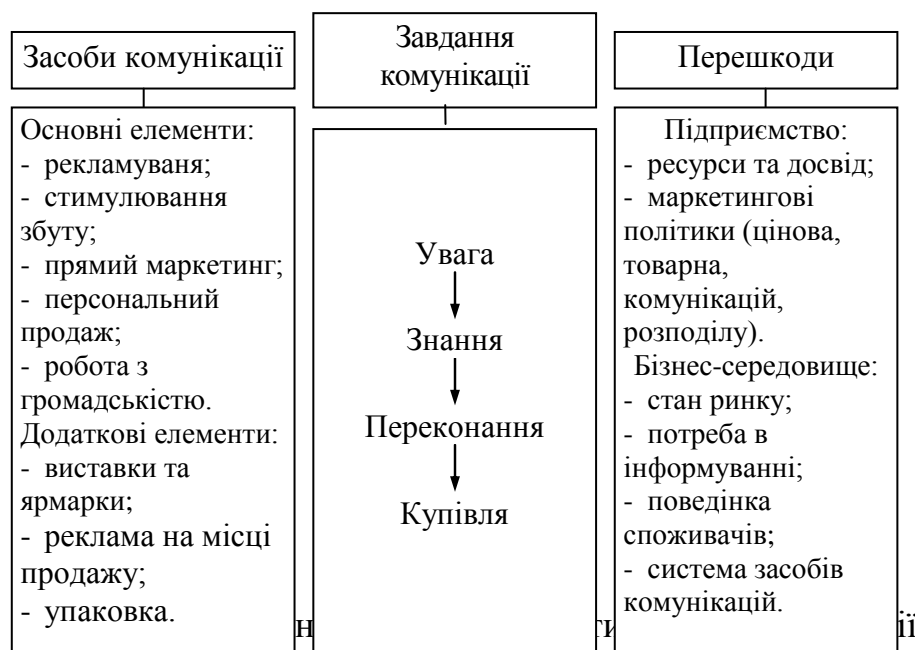 Засоби комунікації
Основні елементи:
- рекламуваня;
- стимулювання
збуту;
- прямий маркетинг;
- персональний
продаж;
- робота з
громадськістю.
Додаткові елементи:
- виставки та
ярмарки;
- реклама на місці
продажу;
- упаковка.
Завдання
комунікації
Увага
Знання
Переконання
Купівля
Перешкоди
Підприємство:
- ресурси та досвід;
- маркетингові
політики (цінова,
товарна,
комунікацій,
розподілу).
Бізнес-середовище:
- стан ринку;
- потреба в
інформуванні;
- поведінка
споживачів;
- система засобів
комунікацій.